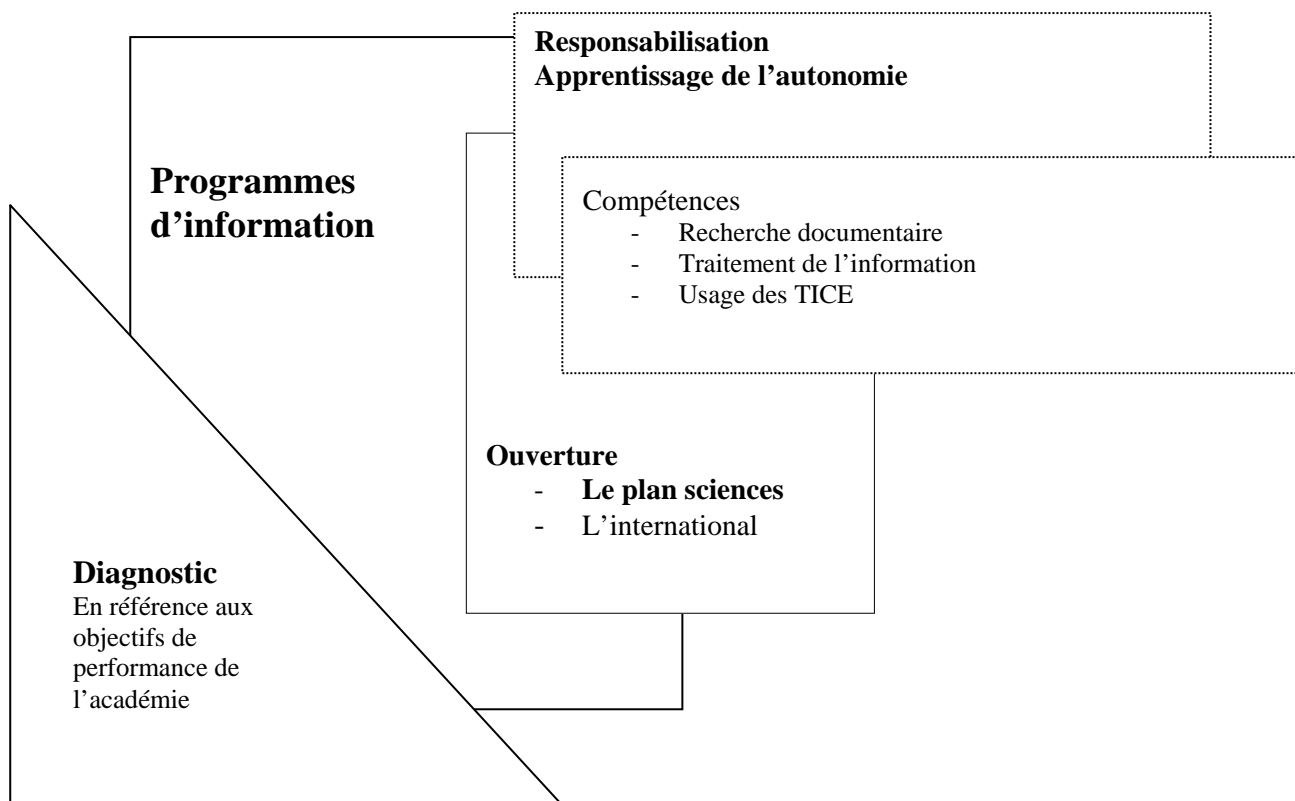 Responsabilisation
Apprentissage de l’autonomie
Programmes
d’information
Compétences
- Recherche documentaire
- Traitement de l’information
- Usage des TICE
Ouverture
- Le plan sciences
- L’international
Diagnostic
En référence aux
objectifs de
performance de
l’académie